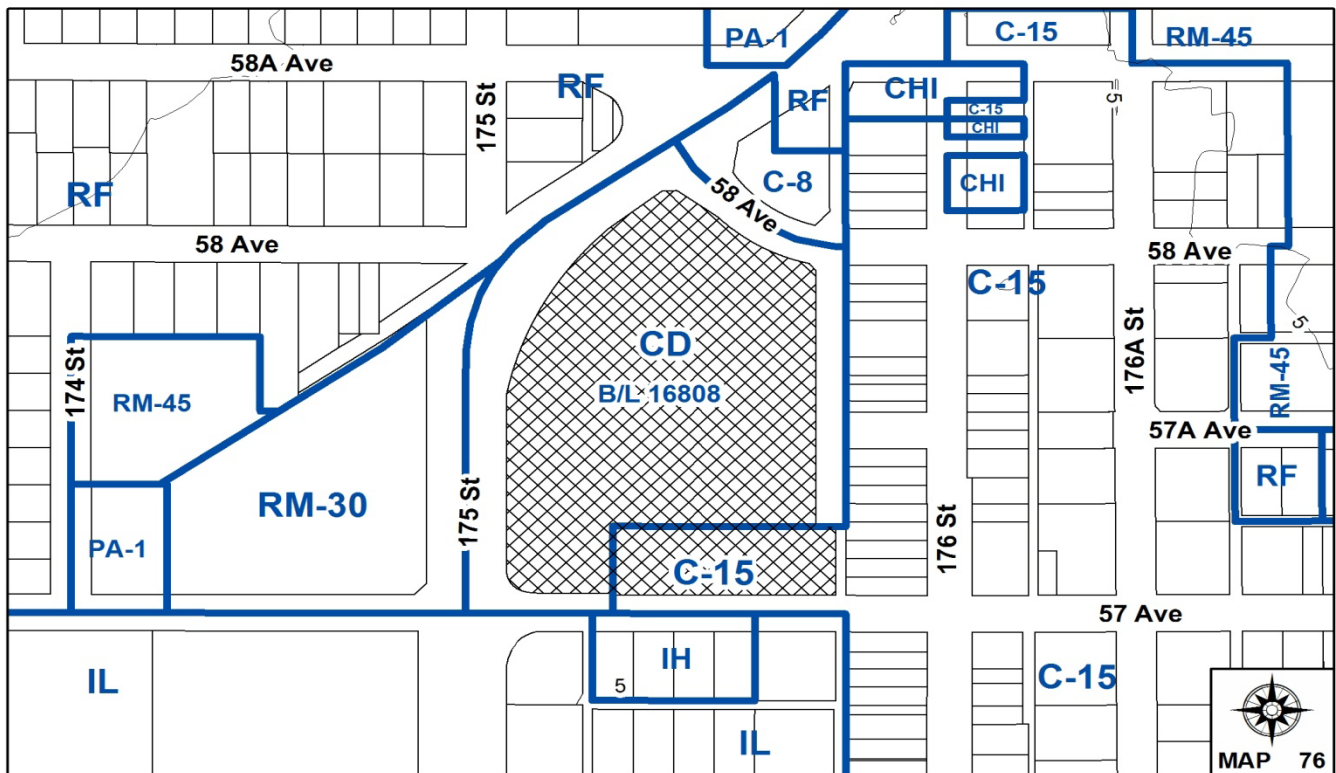 C-15
PA-1
RM-45
58A Ave
RF
CHI
RF
5
C-15
175 St
CHI
C-8
CHI
RF
58 Ave
58 Ave
58 Ave
C-15
5
176A St
CD
174 St
RM-45
B/L 16808
RM-45
57A Ave
RF
RM-30
175 St
176 St
PA-1
C-15
57 Ave
IH
C-15
IL
5
IL
MAP 76